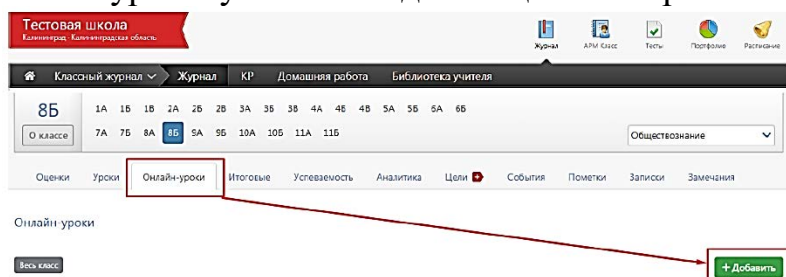 Тестовая школа
Калининград - Калининградская область
Журнал АРМ Класс Тесты Портфолио Расписание
Классный журнал Журнал КР Домашняя работа Библиотека учителя
8Б 1А 1Б 1В 2А 2Б 2В 3А 3Б 3В 4А 4Б 4В 5А 5Б 6А 6Б
О классе 7А 7Б 8А 8Б 9А 9Б 10А 10Б 11А 11Б Обществознание
Оценки Уроки Онлайн-уроки Итоговые Успеваемость Аналитика Цели События Пометки Записки Замечания
Онлайн-уроки
Весь класс + Добавить